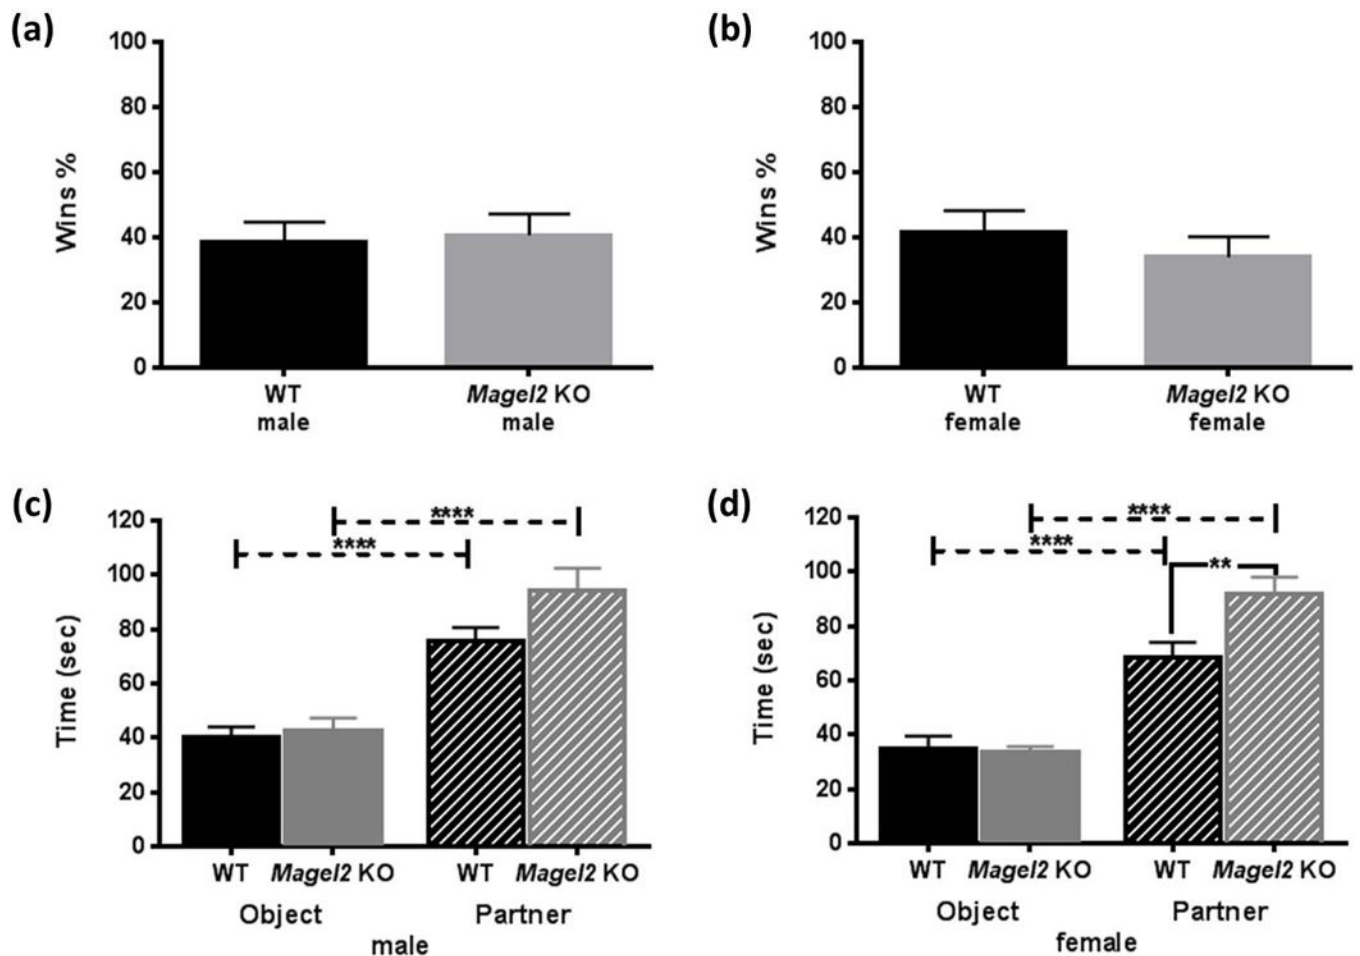 (a)
100
80
60
40
20
0
Wins %
WT
male
Magel2 KO
male
(b)
100
80
60
40
20
0
Wins %
WT
female
Magel2 KO
female
(c)
120
100
80
60
40
20
0
Time (sec)
****
****
WT Magel2 KO WT Magel2 KO
Object Partner
male
(d)
120
100
80
60
40
20
0
Time (sec)
****
****
**
WT Magel2 KO WT Magel2 KO
Object Partner
female